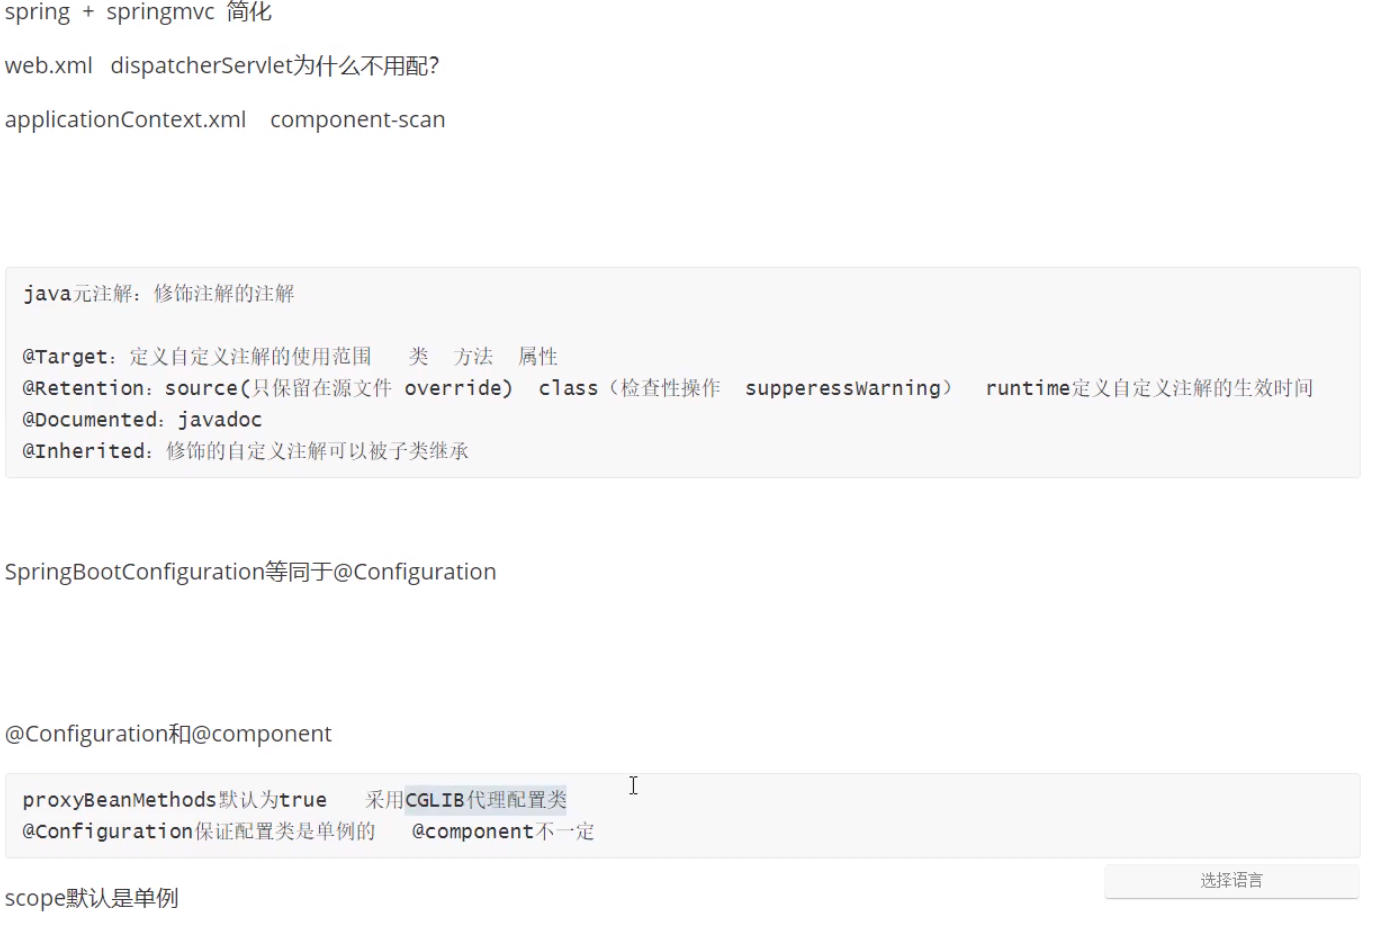 spring + springmvc 简化
web.xml dispatcherServlet为什么不用配?
applicationContext.xml component-scan
java元注解：修饰注解的注解
@Target：定义自定义注解的使用范围 类 方法 属性
@Retention：source(只保留在源文件 override) class（检查性操作 supperessWarning） runtime定义自定义注解的生效时间
@Documented：javadoc
@Inherited：修饰的自定义注解可以被子类继承
SpringBootConfiguration等同于@Configuration
@Configuration和@component
proxyBeanMethods默认为true 采用CGLIB代理配置类
@Configuration保证配置类是单例的 @component不一定
选择语言
scope默认是单例